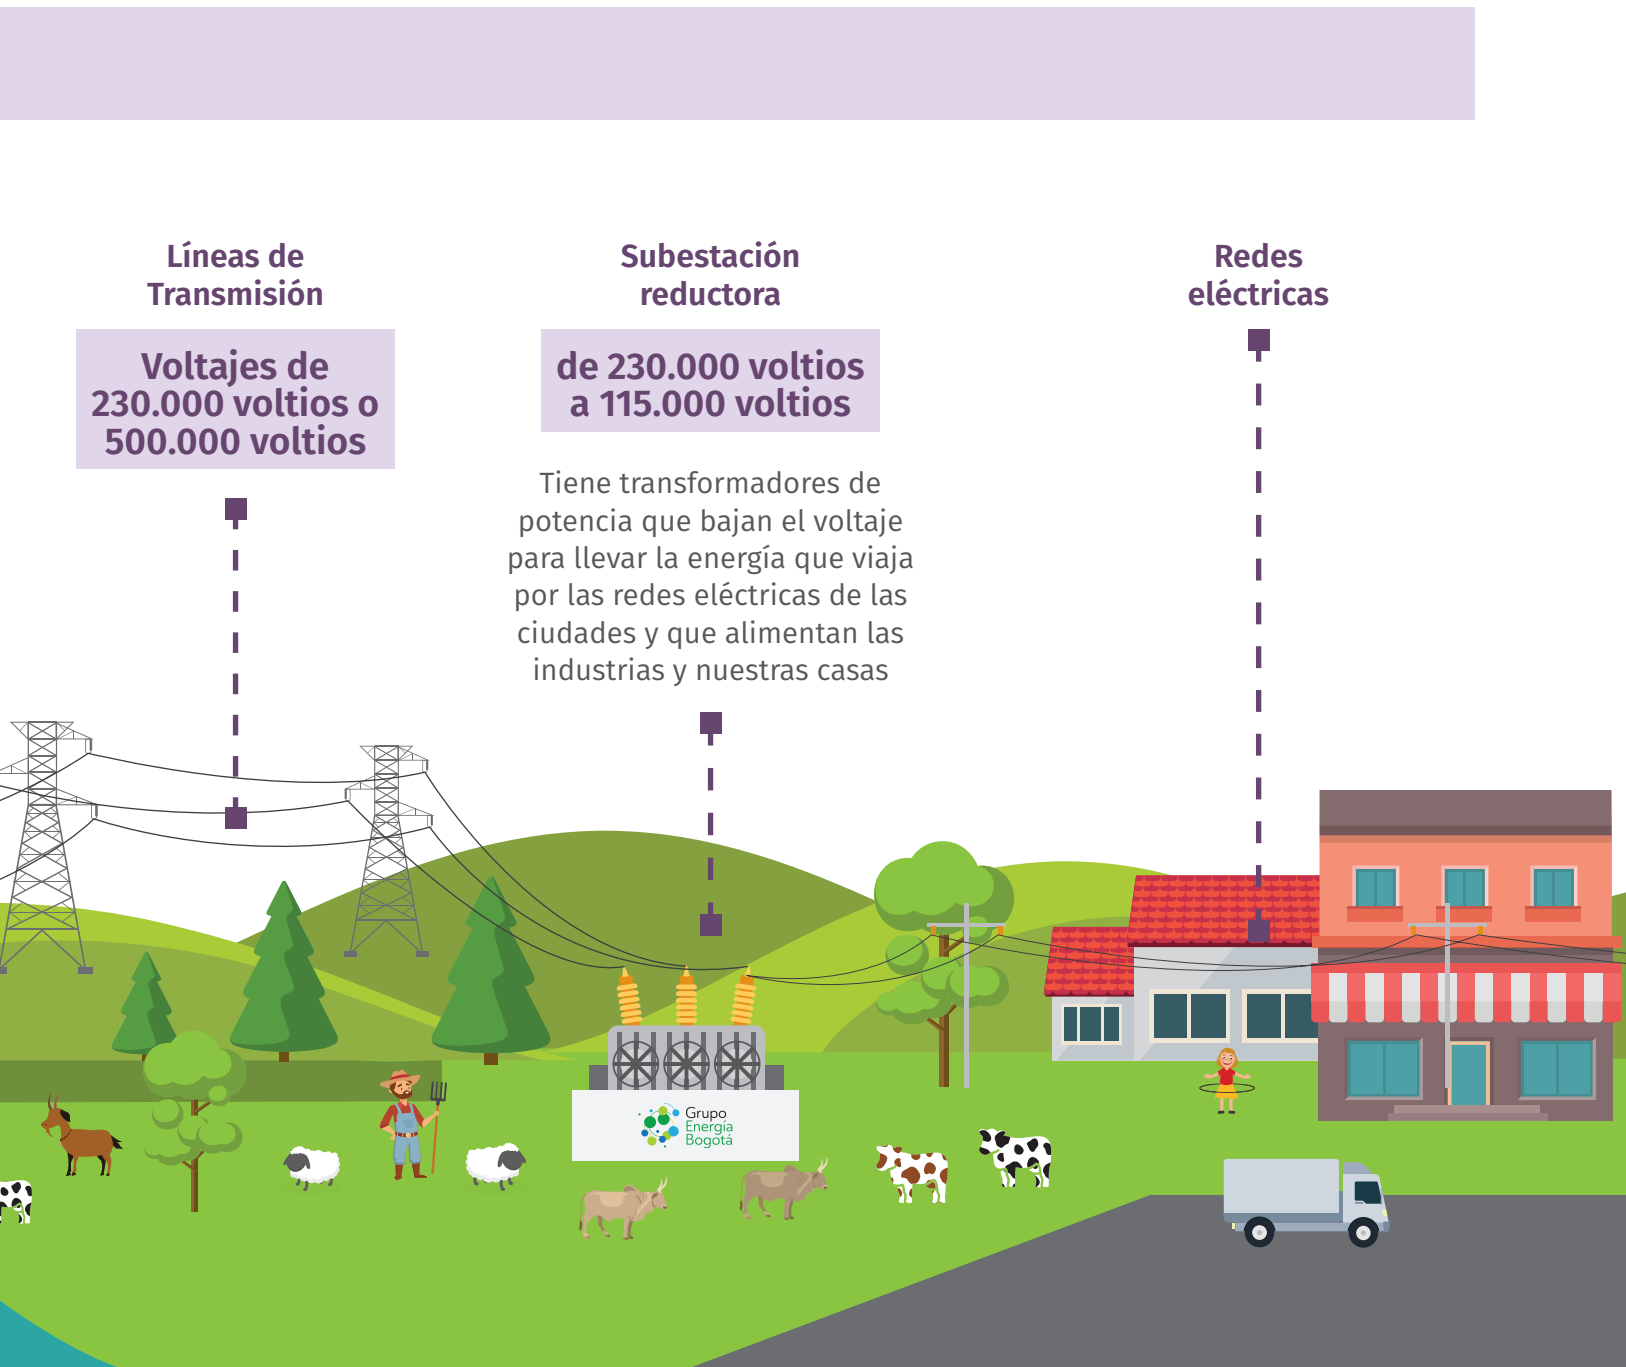 Líneas de
Transmisión
Voltajes de
230.000 voltios o
500.000 voltios
Subestación
reductora
de 230.000 voltios
a 115.000 voltios
Tiene transformadores de
potencia que bajan el voltaje
para llevar la energía que viaja
por las redes eléctricas de las
ciudades y que alimentan las
industrias y nuestras casas
Redes
eléctricas
Grupo
Energía
Bogotá